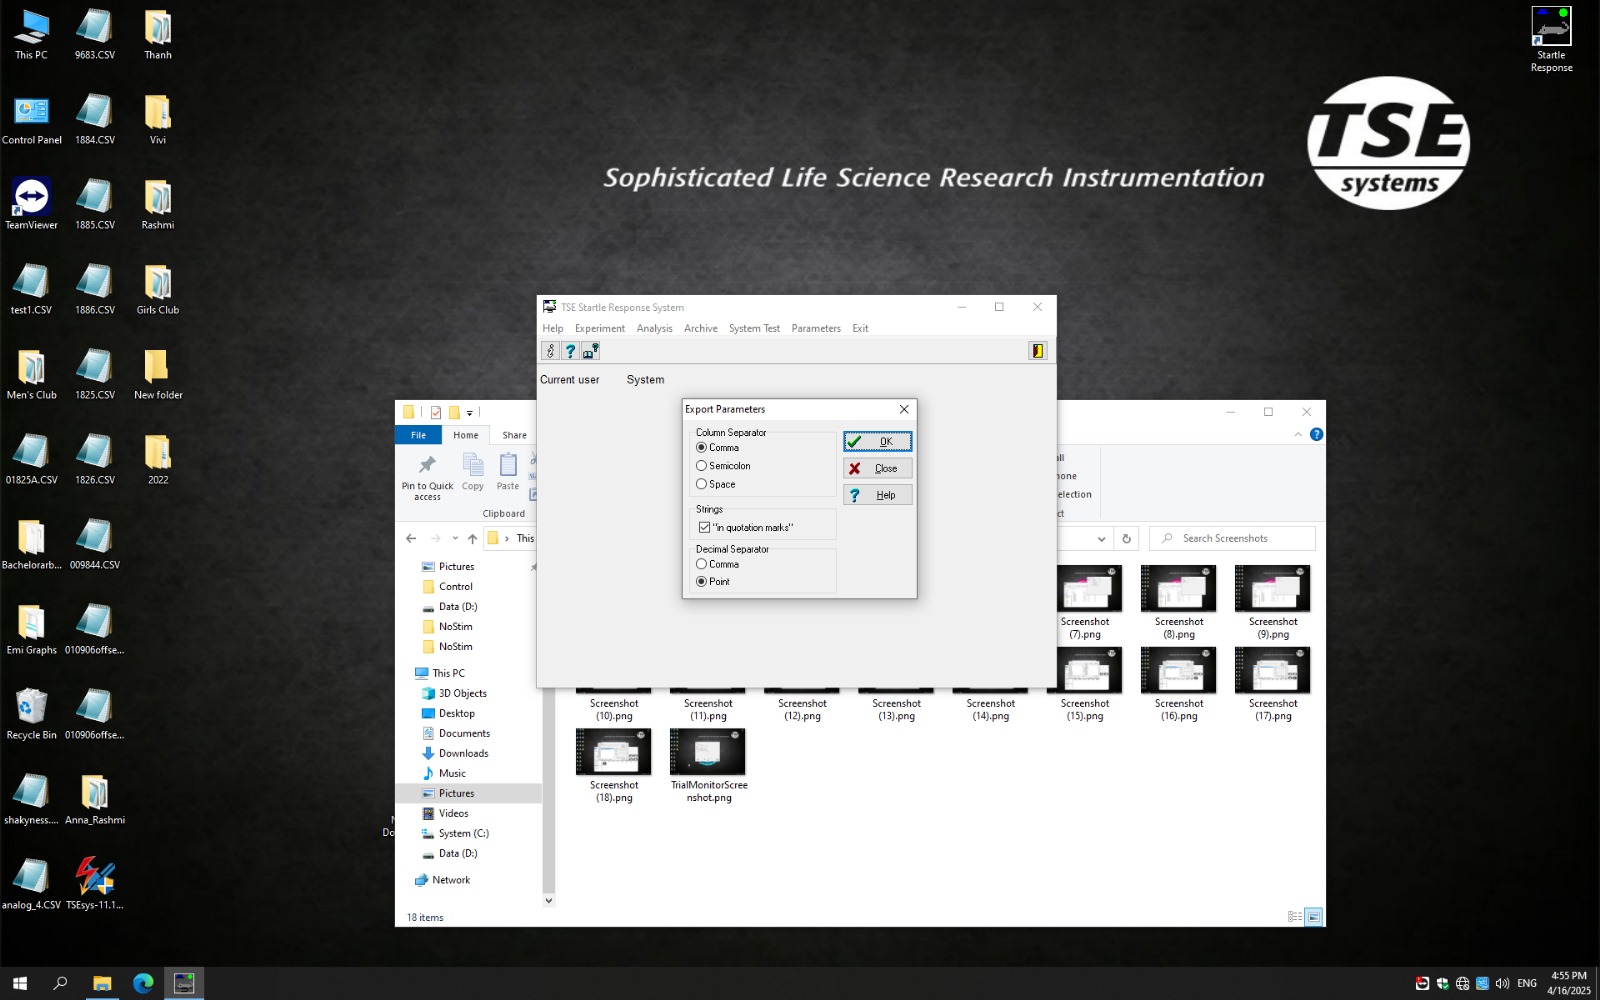 This PC
9683.CSV
Thanh
Startle
Response
Control Panel
1884.CSV
Vivi
TSE
systems
Sophisticated Life Science Research Instrumentation
TeamViewer
1885.CSV
Rashmi
test1.CSV
1886.CSV
Girls Club
Men's Club
1825.CSV
New folder
01825A.CSV
1826.CSV
2022
Bachelorarb...
009844.CSV
Emi Graphs
010906offse...
Recycle Bin
010906offse...
shakyness....
Anna_Rashmi
analog_4.CSV
TSEsys-11.1...
TSE Startle Response System
Help Experiment Analysis Archive System Test Parameters Exit
Current user System
Export Parameters
Column Separator
Comma
Semicolon
Space
Strings
"in quotation marks"
Decimal Separator
Comma
Point
OK
Close
Help
File Home Share
Pin to Quick
access
Copy
Paste
Clipboard
This
Search Screenshots
Pictures
Control
Data (D:)
NoStim
NoStim
This PC
3D Objects
Desktop
Documents
Downloads
Music
Pictures
Videos
System (C:)
Data (D:)
Network
18 items
Screenshot
(7).png
Screenshot
(8).png
Screenshot
(9).png
Screenshot
(10).png
Screenshot
(11).png
Screenshot
(12).png
Screenshot
(13).png
Screenshot
(14).png
Screenshot
(15).png
Screenshot
(16).png
Screenshot
(17).png
Screenshot
(18).png
TrialMonitorScree
nshot.png
ENG
4:55 PM
4/16/2025